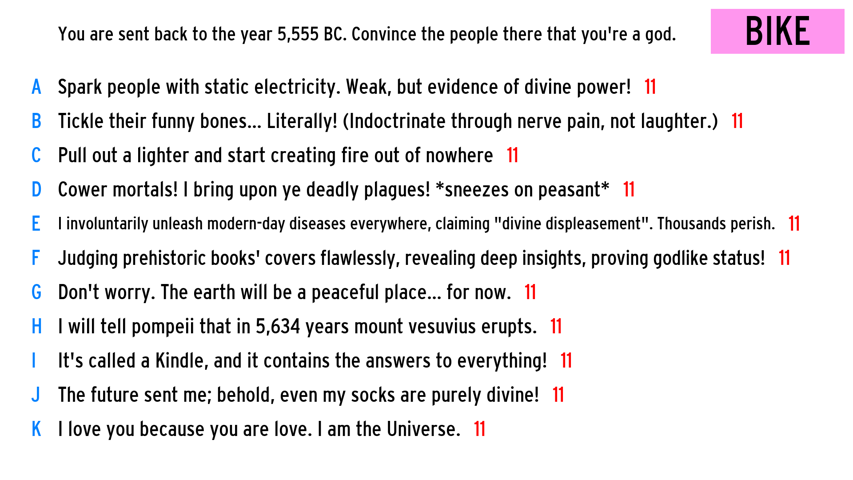 You are sent back to the year 5,555 BC. Convince the people there that you're a god.
BIKE
A Spark people with static electricity. Weak, but evidence of divine power! 11
B Tickle their funny bones... Literally! (Indoctrinate through nerve pain, not laughter.) 11
C Pull out a lighter and start creating fire out of nowhere 11
D Cower mortals! I bring upon ye deadly plagues! *sneezes on peasant* 11
E I involuntarily unleash modern-day diseases everywhere, claiming "divine displeasement". Thousands perish. 11
F Judging prehistoric books' covers flawlessly, revealing deep insights, proving godlike status! 11
G Don't worry. The earth will be a peaceful place... for now. 11
H I will tell pompeii that in 5,634 years mount vesuvius erupts. 11
I It's called a Kindle, and it contains the answers to everything! 11
J The future sent me; behold, even my socks are purely divine! 11
K I love you because you are love. I am the Universe. 11